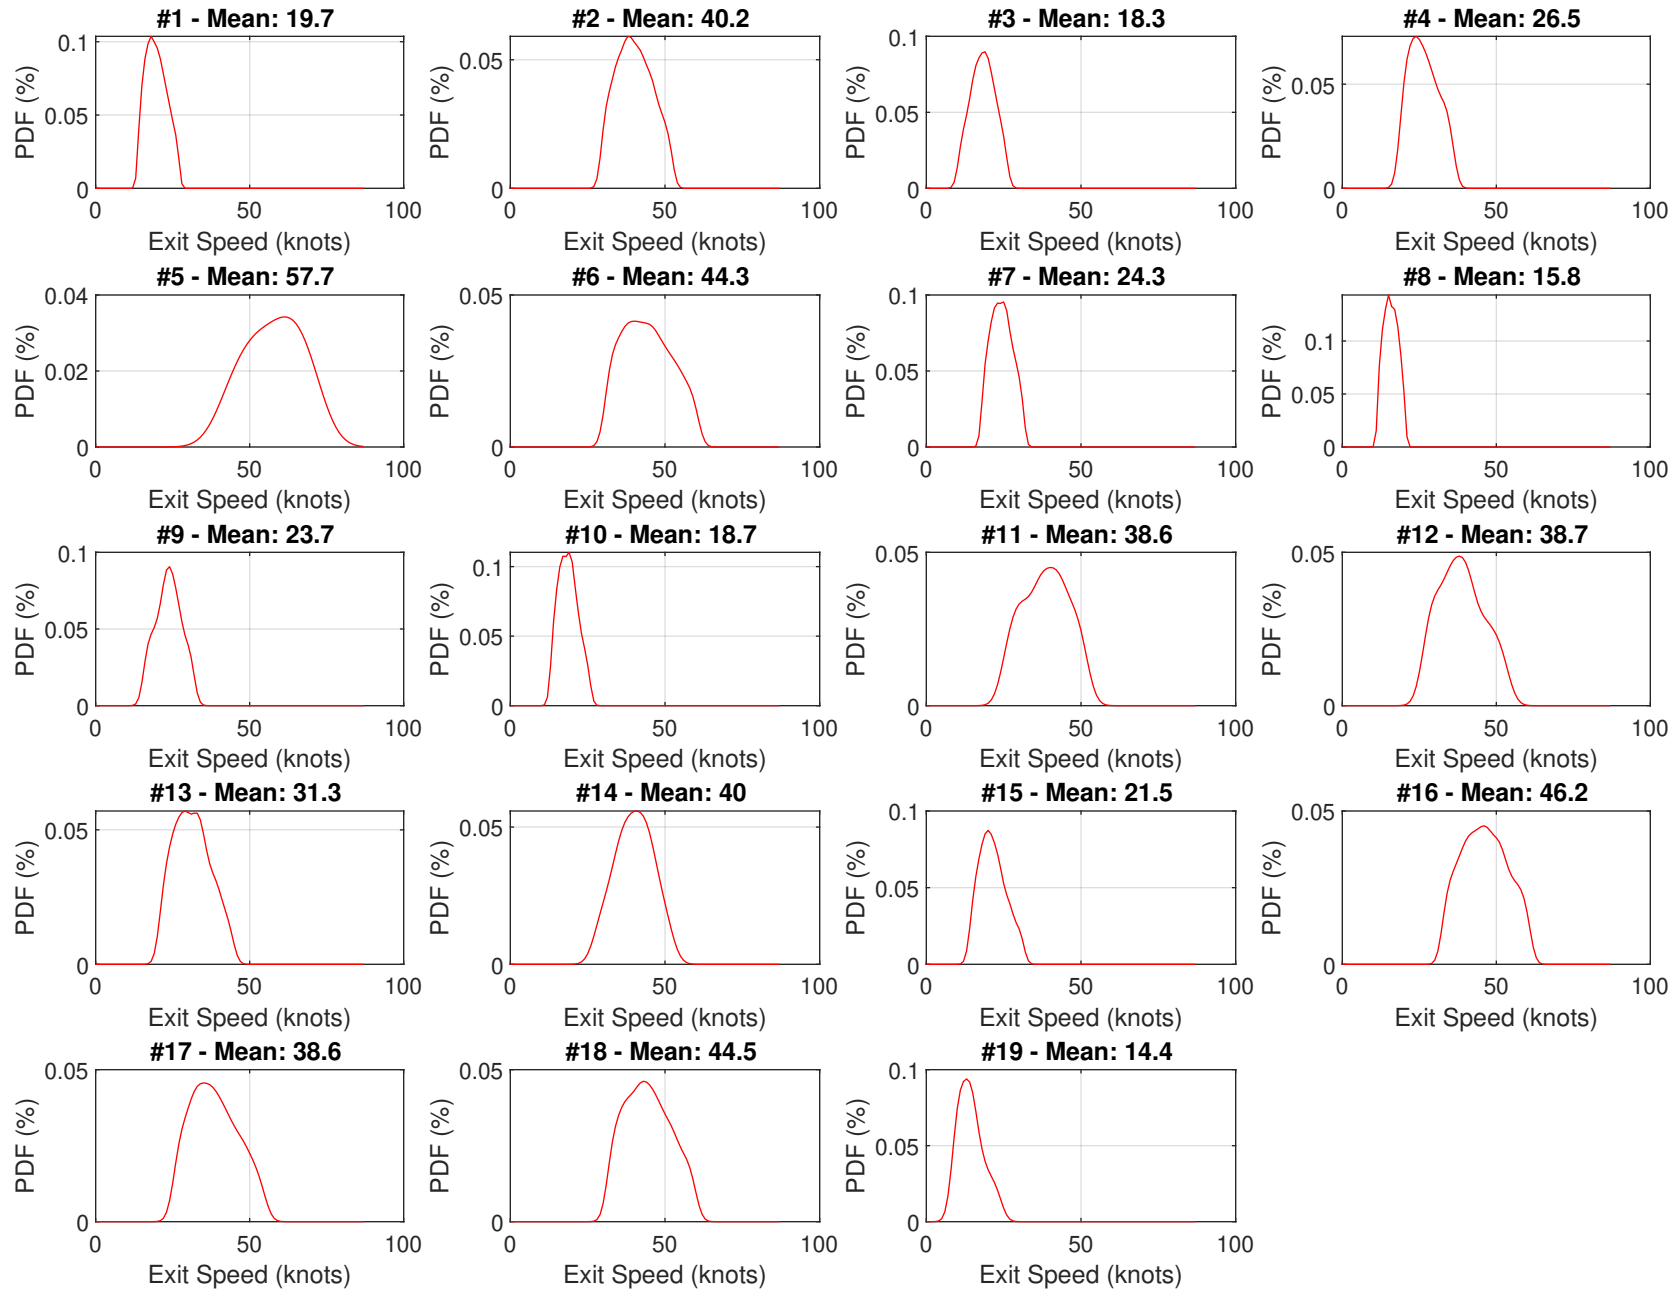 #1 - Mean: 19.7
#2 - Mean: 40.2
#3 - Mean: 18.3
#4 - Mean: 26.5
PDF (%)
0.1
0.05
0
0
50
100
Exit Speed (knots)
PDF (%)
0.05
0
0
50
100
Exit Speed (knots)
PDF (%)
0.1
0.05
0
0
50
100
Exit Speed (knots)
PDF (%)
0.05
0
0
50
100
Exit Speed (knots)
#5 - Mean: 57.7
#6 - Mean: 44.3
#7 - Mean: 24.3
#8 - Mean: 15.8
PDF (%)
0.04
0.02
0
0
50
100
Exit Speed (knots)
PDF (%)
0.05
0
0
50
100
Exit Speed (knots)
PDF (%)
0.1
0.05
0
0
50
100
Exit Speed (knots)
PDF (%)
0.1
0.05
0
0
50
100
Exit Speed (knots)
#9 - Mean: 23.7
#10 - Mean: 18.7
#11 - Mean: 38.6
#12 - Mean: 38.7
PDF (%)
0.1
0.05
0
0
50
100
Exit Speed (knots)
PDF (%)
0.1
0.05
0
0
50
100
Exit Speed (knots)
PDF (%)
0.05
0
0
50
100
Exit Speed (knots)
PDF (%)
0.05
0
0
50
100
Exit Speed (knots)
#13 - Mean: 31.3
#14 - Mean: 40
#15 - Mean: 21.5
#16 - Mean: 46.2
PDF (%)
0.05
0
0
50
100
Exit Speed (knots)
PDF (%)
0.05
0
0
50
100
Exit Speed (knots)
PDF (%)
0.1
0.05
0
0
50
100
Exit Speed (knots)
PDF (%)
0.05
0
0
50
100
Exit Speed (knots)
#17 - Mean: 38.6
#18 - Mean: 44.5
#19 - Mean: 14.4
PDF (%)
0.05
0
0
50
100
Exit Speed (knots)
PDF (%)
0.05
0
0
50
100
Exit Speed (knots)
PDF (%)
0.1
0.05
0
0
50
100
Exit Speed (knots)